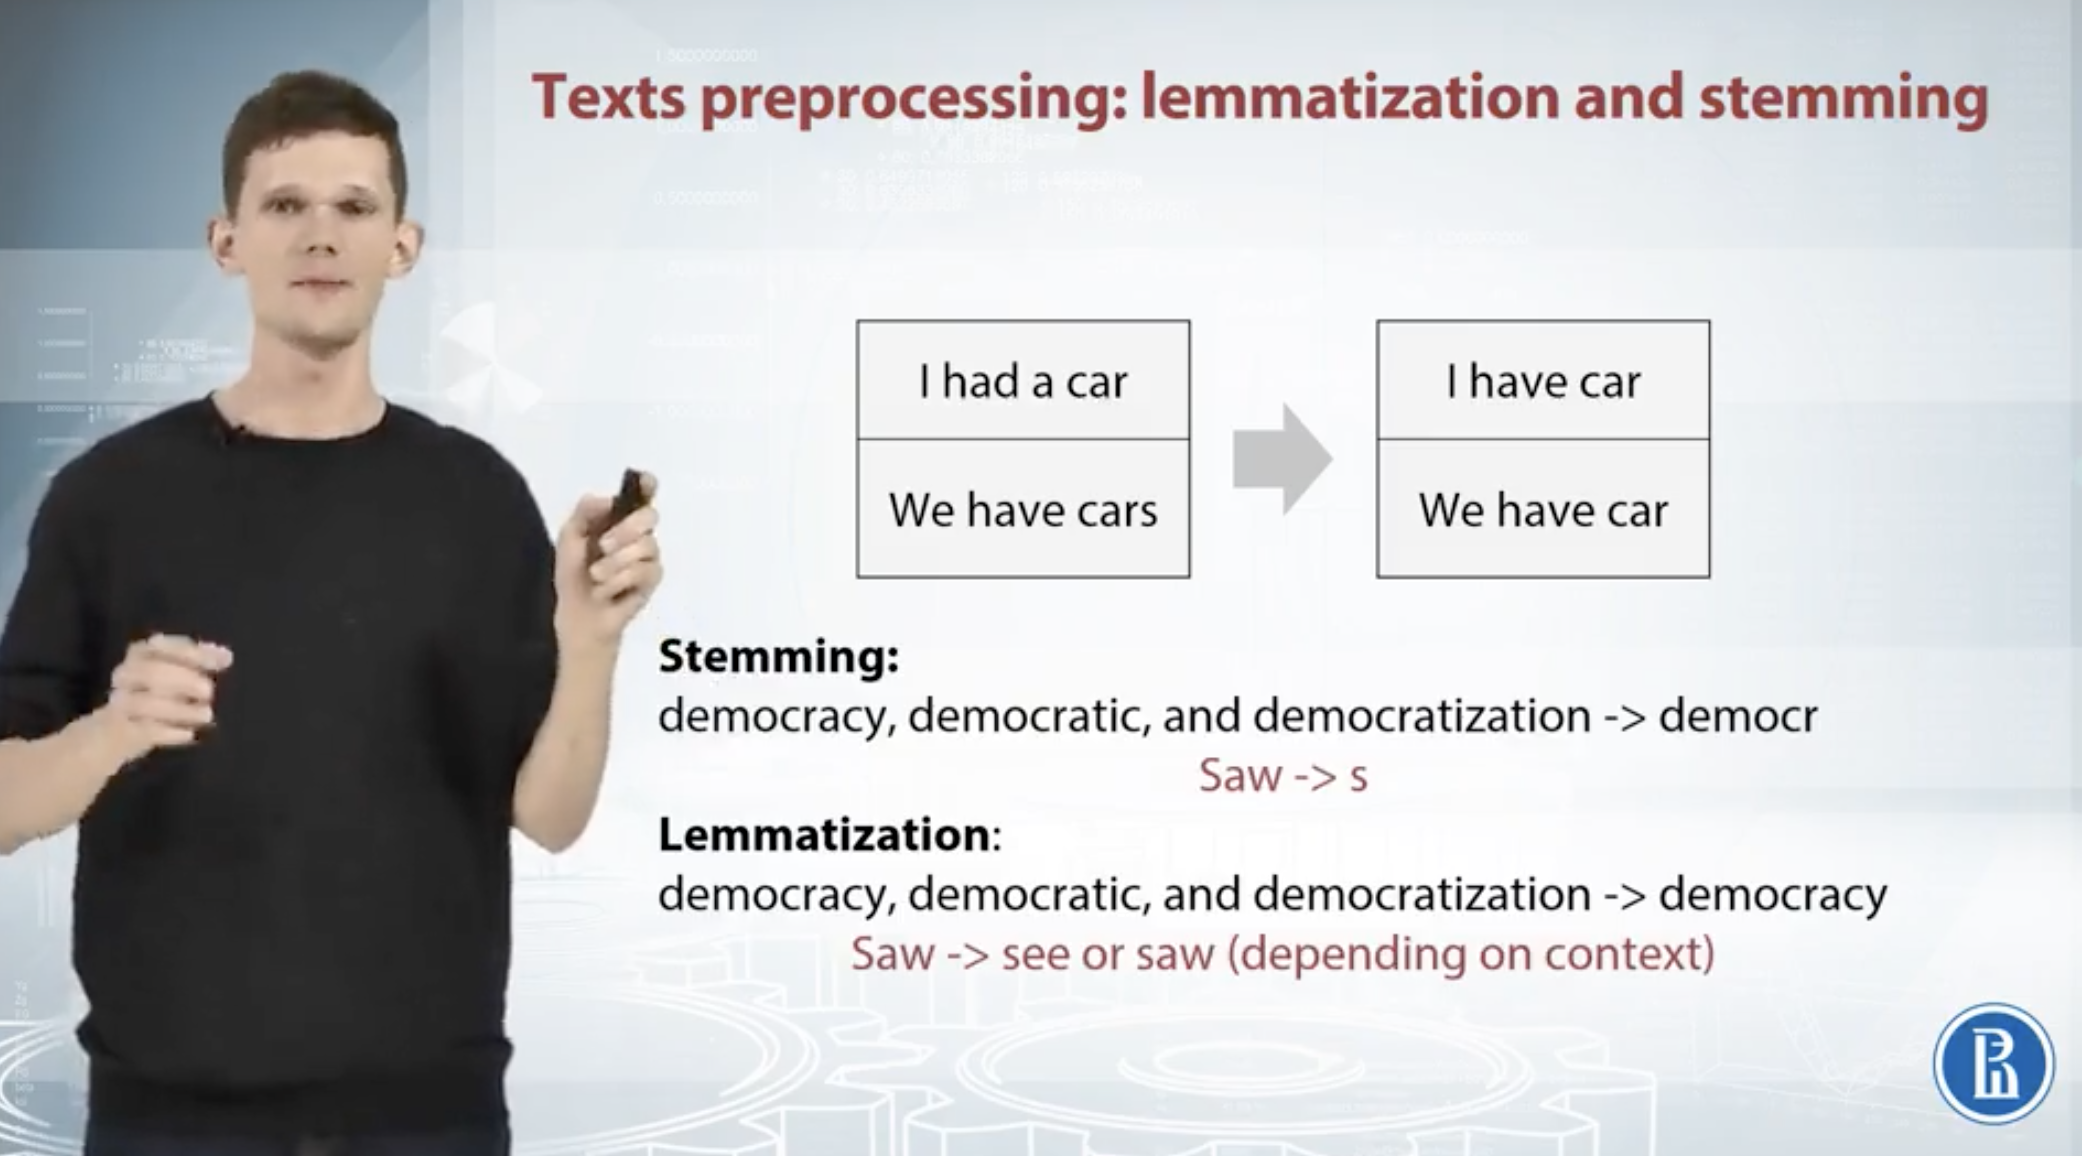 Texts preprocessing: lemmatization and stemming
I had a car
I have car
We have cars
We have car
Stemming:
democracy, democratic, and democratization -> democr
Saw -> s
Lemmatization:
democracy, democratic, and democratization -> democracy
Saw -> see or saw (depending on context)